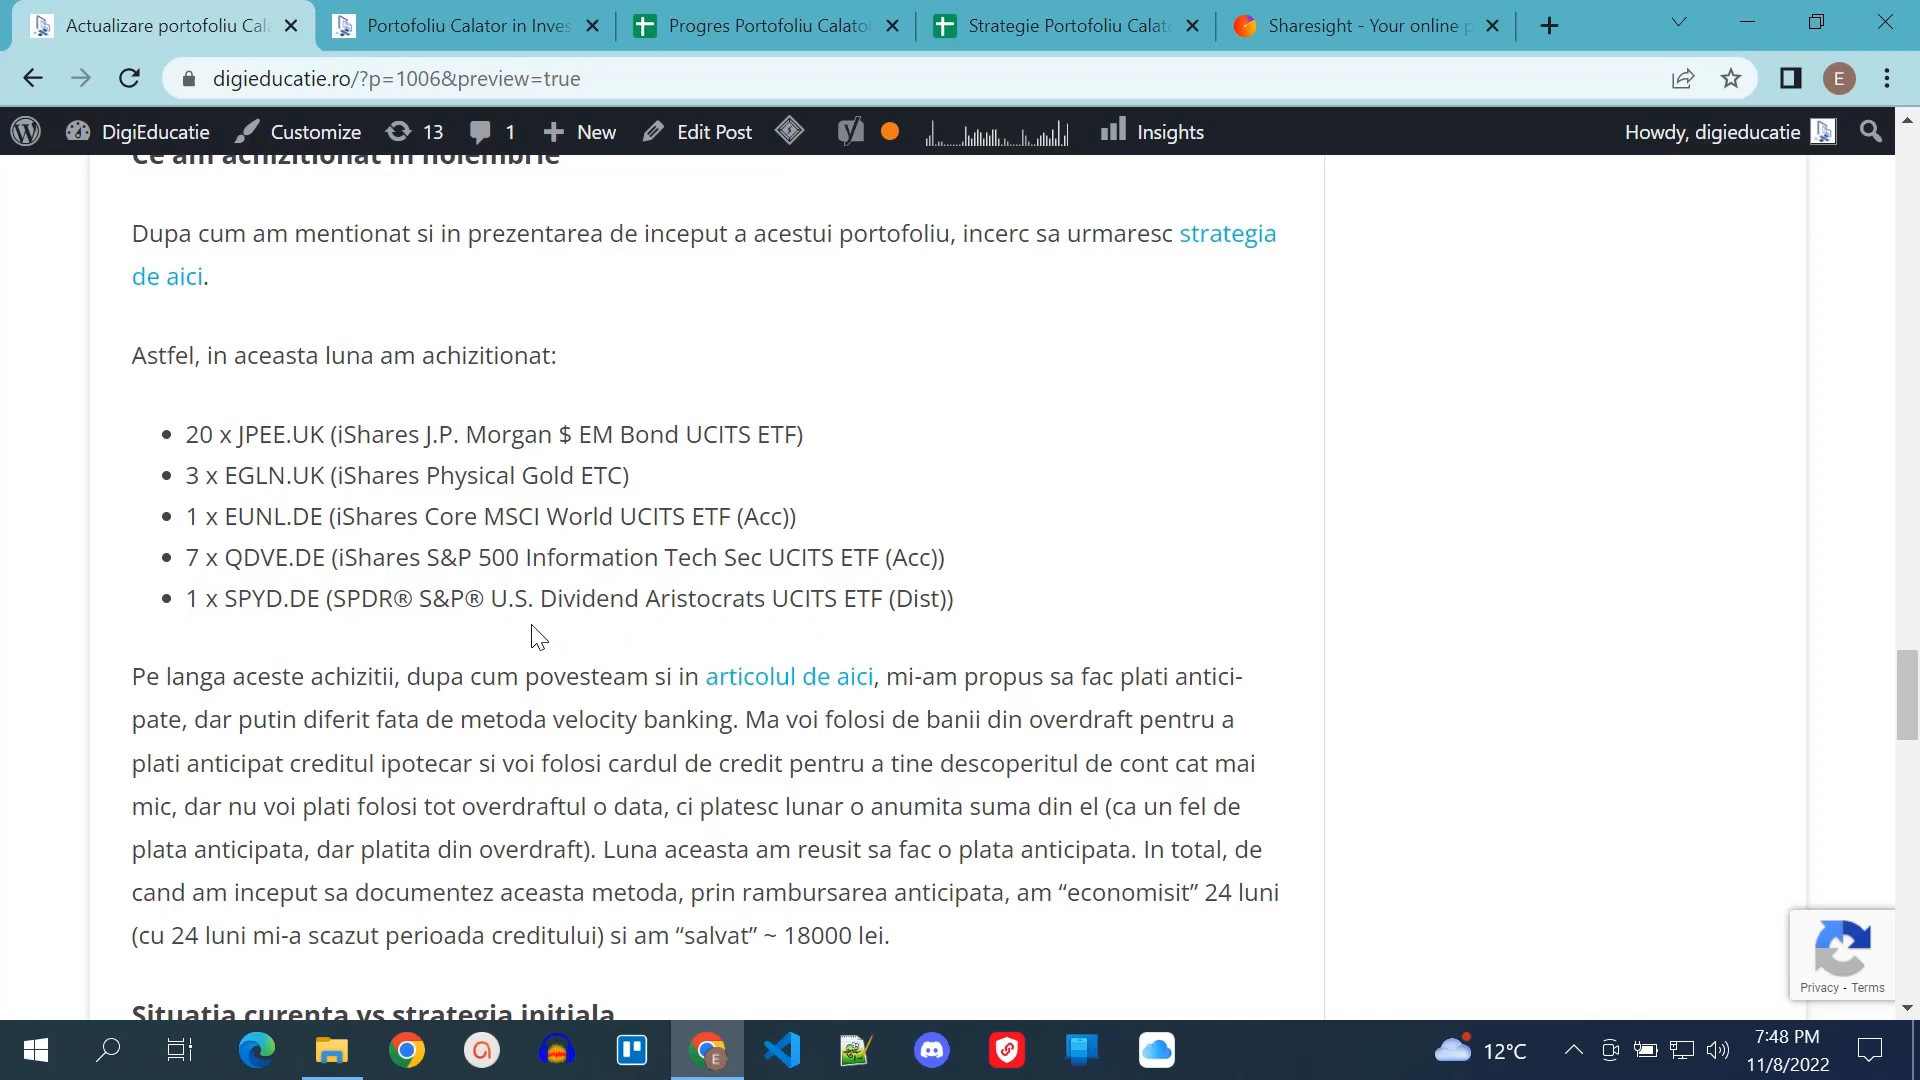 Actualizare portofoliu Cal
Portofoliu Calator in Inves
Progres Portofoliu Calato
Strategie Portofoliu Calat
Sharesight - Your online p
digieducatie.ro/?p=1006&preview=true
E
DigiEducatie
Customize
13
1
New
Edit Post
Insights
Howdy, digieducatie
Ce am achizitionat in noiembrie
Dupa cum am mentionat si in prezentarea de inceput a acestui portofoliu, incerc sa urmaresc strategia
de aici.
Astfel, in aceasta luna am achizitionat:
• 20 x JPEE.UK (iShares J.P. Morgan $ EM Bond UCITS ETF)
• 3 x EGLN.UK (iShares Physical Gold ETC)
• 1 x EUNL.DE (iShares Core MSCI World UCITS ETF (Acc))
• 7 x QDVE.DE (iShares S&P 500 Information Tech Sec UCITS ETF (Acc))
• 1 x SPYD.DE (SPDR® S&P® U.S. Dividend Aristocrats UCITS ETF (Dist))
Pe langa aceste achizitii, dupa cum povesteam si in articolul de aici, mi-am propus sa fac plati antici-
pate, dar putin diferit fata de metoda velocity banking. Ma voi folosi de banii din overdraft pentru a
plati anticipat creditul ipotecar si voi folosi cardul de credit pentru a tine descoperitul de cont cat mai
mic, dar nu voi plati folosi tot overdraftul o data, ci platesc lunar o anumita suma din el (ca un fel de
plata anticipata, dar platita din overdraft). Luna aceasta am reusit sa fac o plata anticipata. In total, de
cand am inceput sa documentez aceasta metoda, prin rambursarea anticipata, am “economisit” 24 luni
(cu 24 luni mi-a scazut perioada creditului) si am “salvat” ~ 18000 lei.
Situatia curenta vs strategia initiala
Privacy - Terms
E
12°C
7:48 PM
11/8/2022